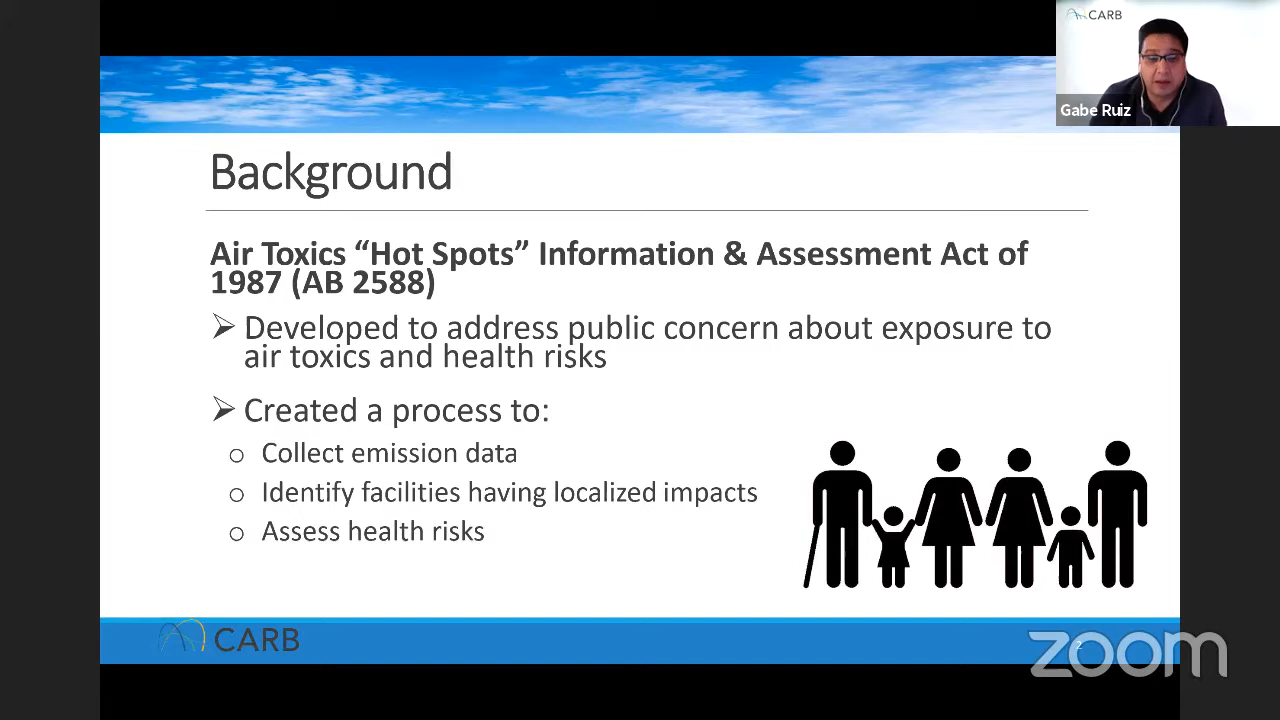 CARB
Gabe Ruiz
Background
Air Toxics “Hot Spots” Information & Assessment Act of
1987 (AB 2588)
Developed to address public concern about exposure to
air toxics and health risks
Created a process to:
Collect emission data
Identify facilities having localized impacts
Assess health risks
CARB
2
zoom